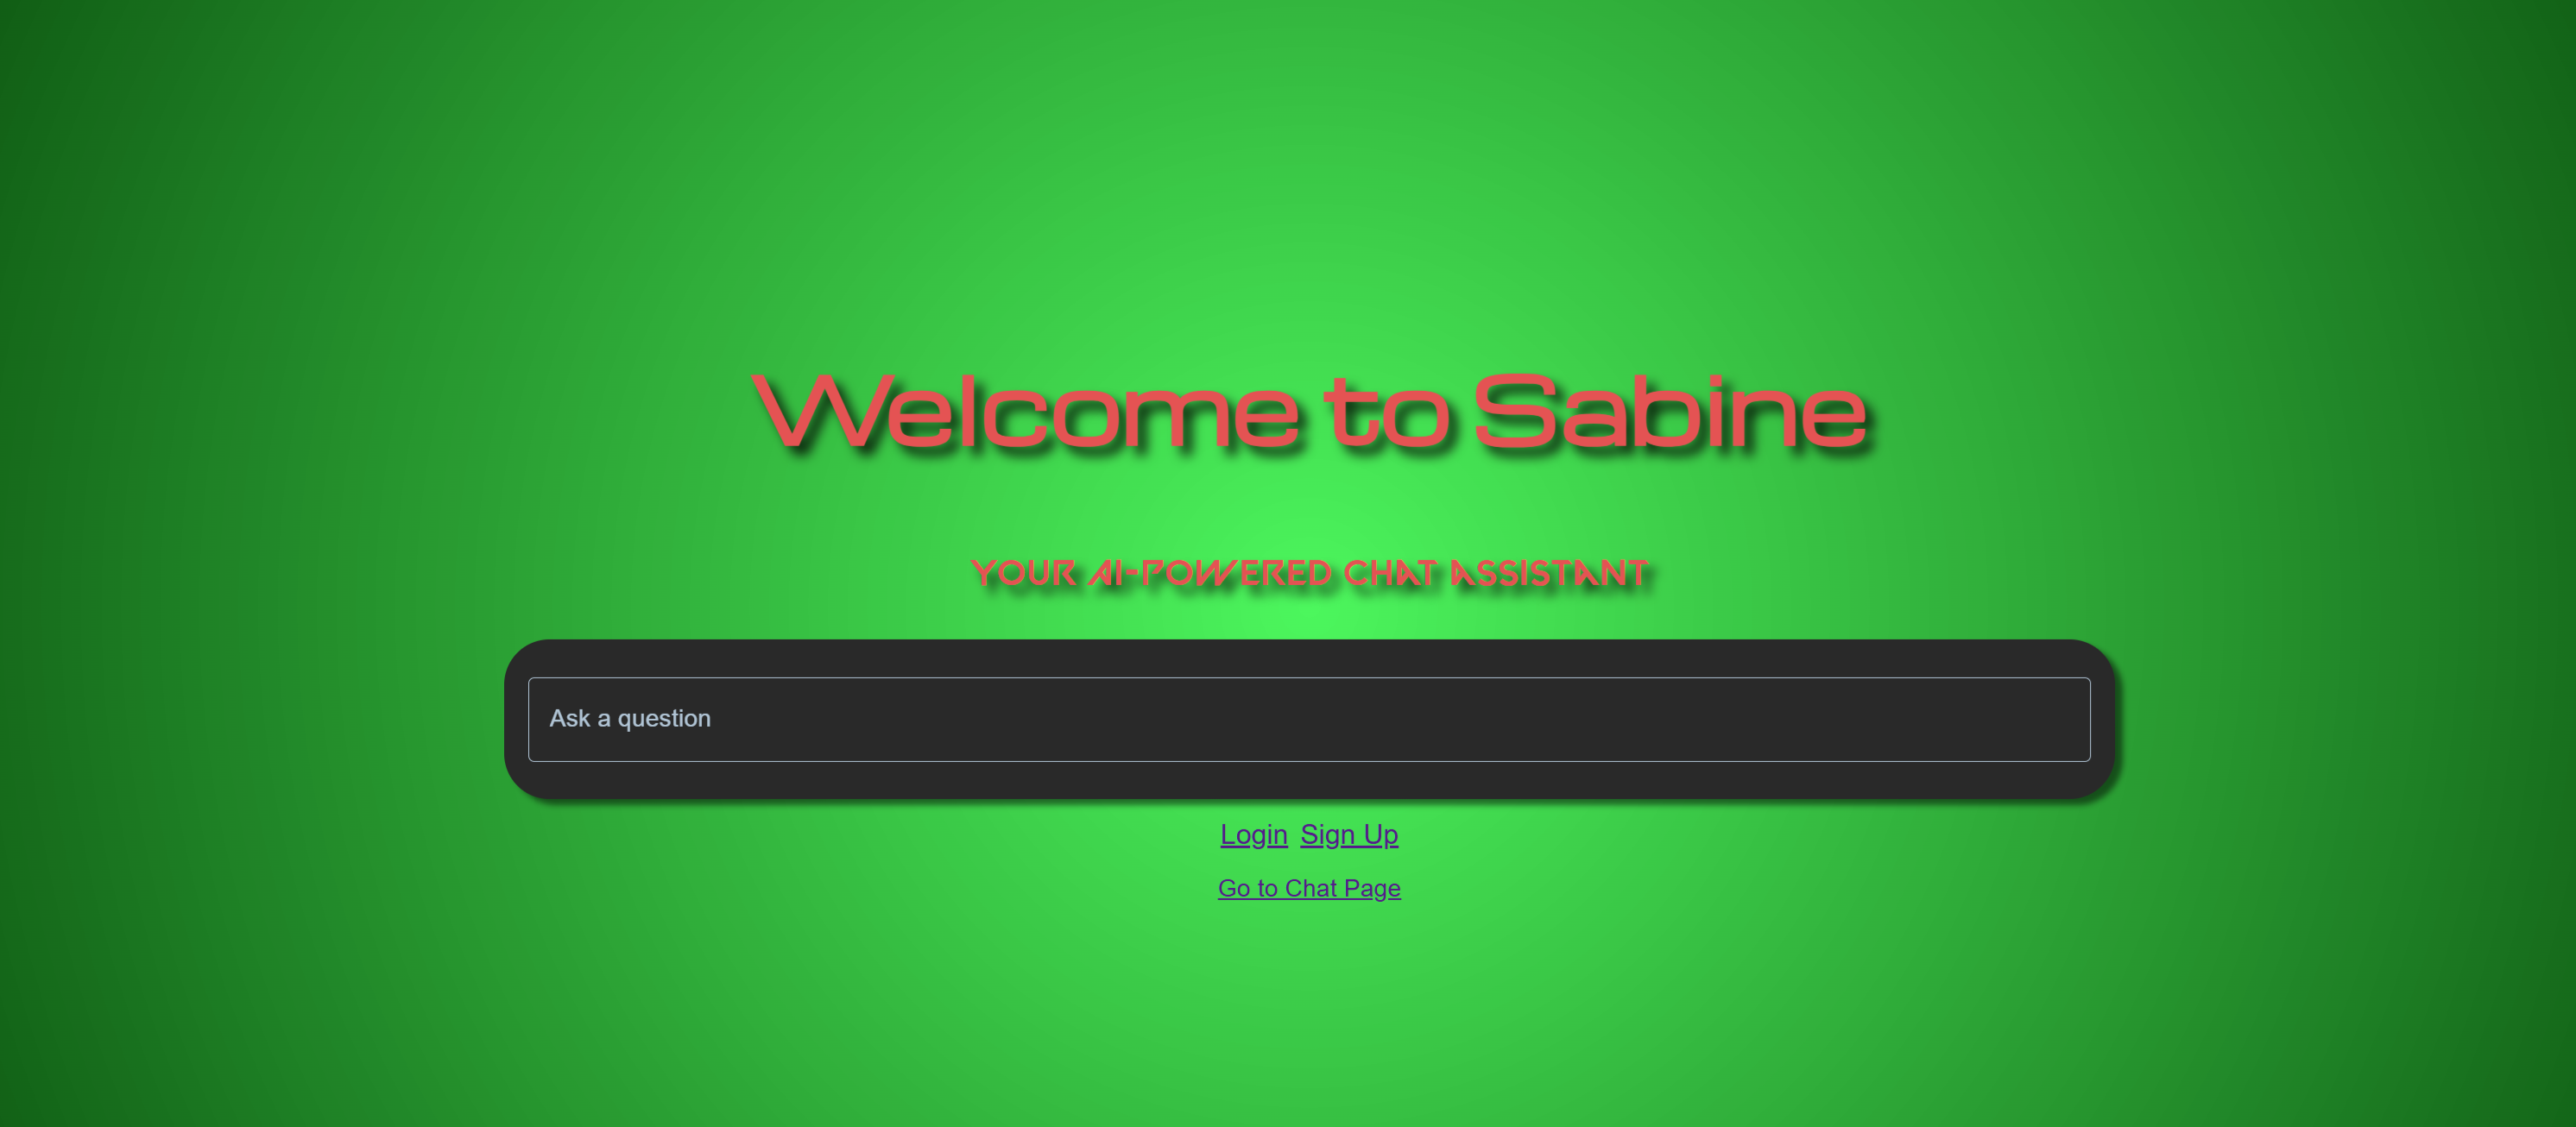 Welcome to Sabine
YOUR AI-POWERED CHAT ASSISTANT
Ask a question
Login Sign Up
Go to Chat Page